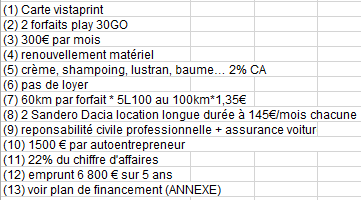 (1) Carte vistaprint
(2) 2 forfaits play 30GO
(3) 300€ par mois
(4) renouvellement matériel
(5) crème, shampoing, lustran, baume… 2% CA
(6) pas de loyer
(7) 60km par forfait * 5L100 au 100km*1,35€
(8) 2 Sandero Dacia location longue durée à 145€/mois chacune
(9) reponsabilité civile professionnelle + assurance voitur
(10) 1500 € par autoentrepreneur
(11) 22% du chiffre d'affaires
(12) emprunt 6 800 € sur 5 ans
(13) voir plan de financement (ANNEXE)